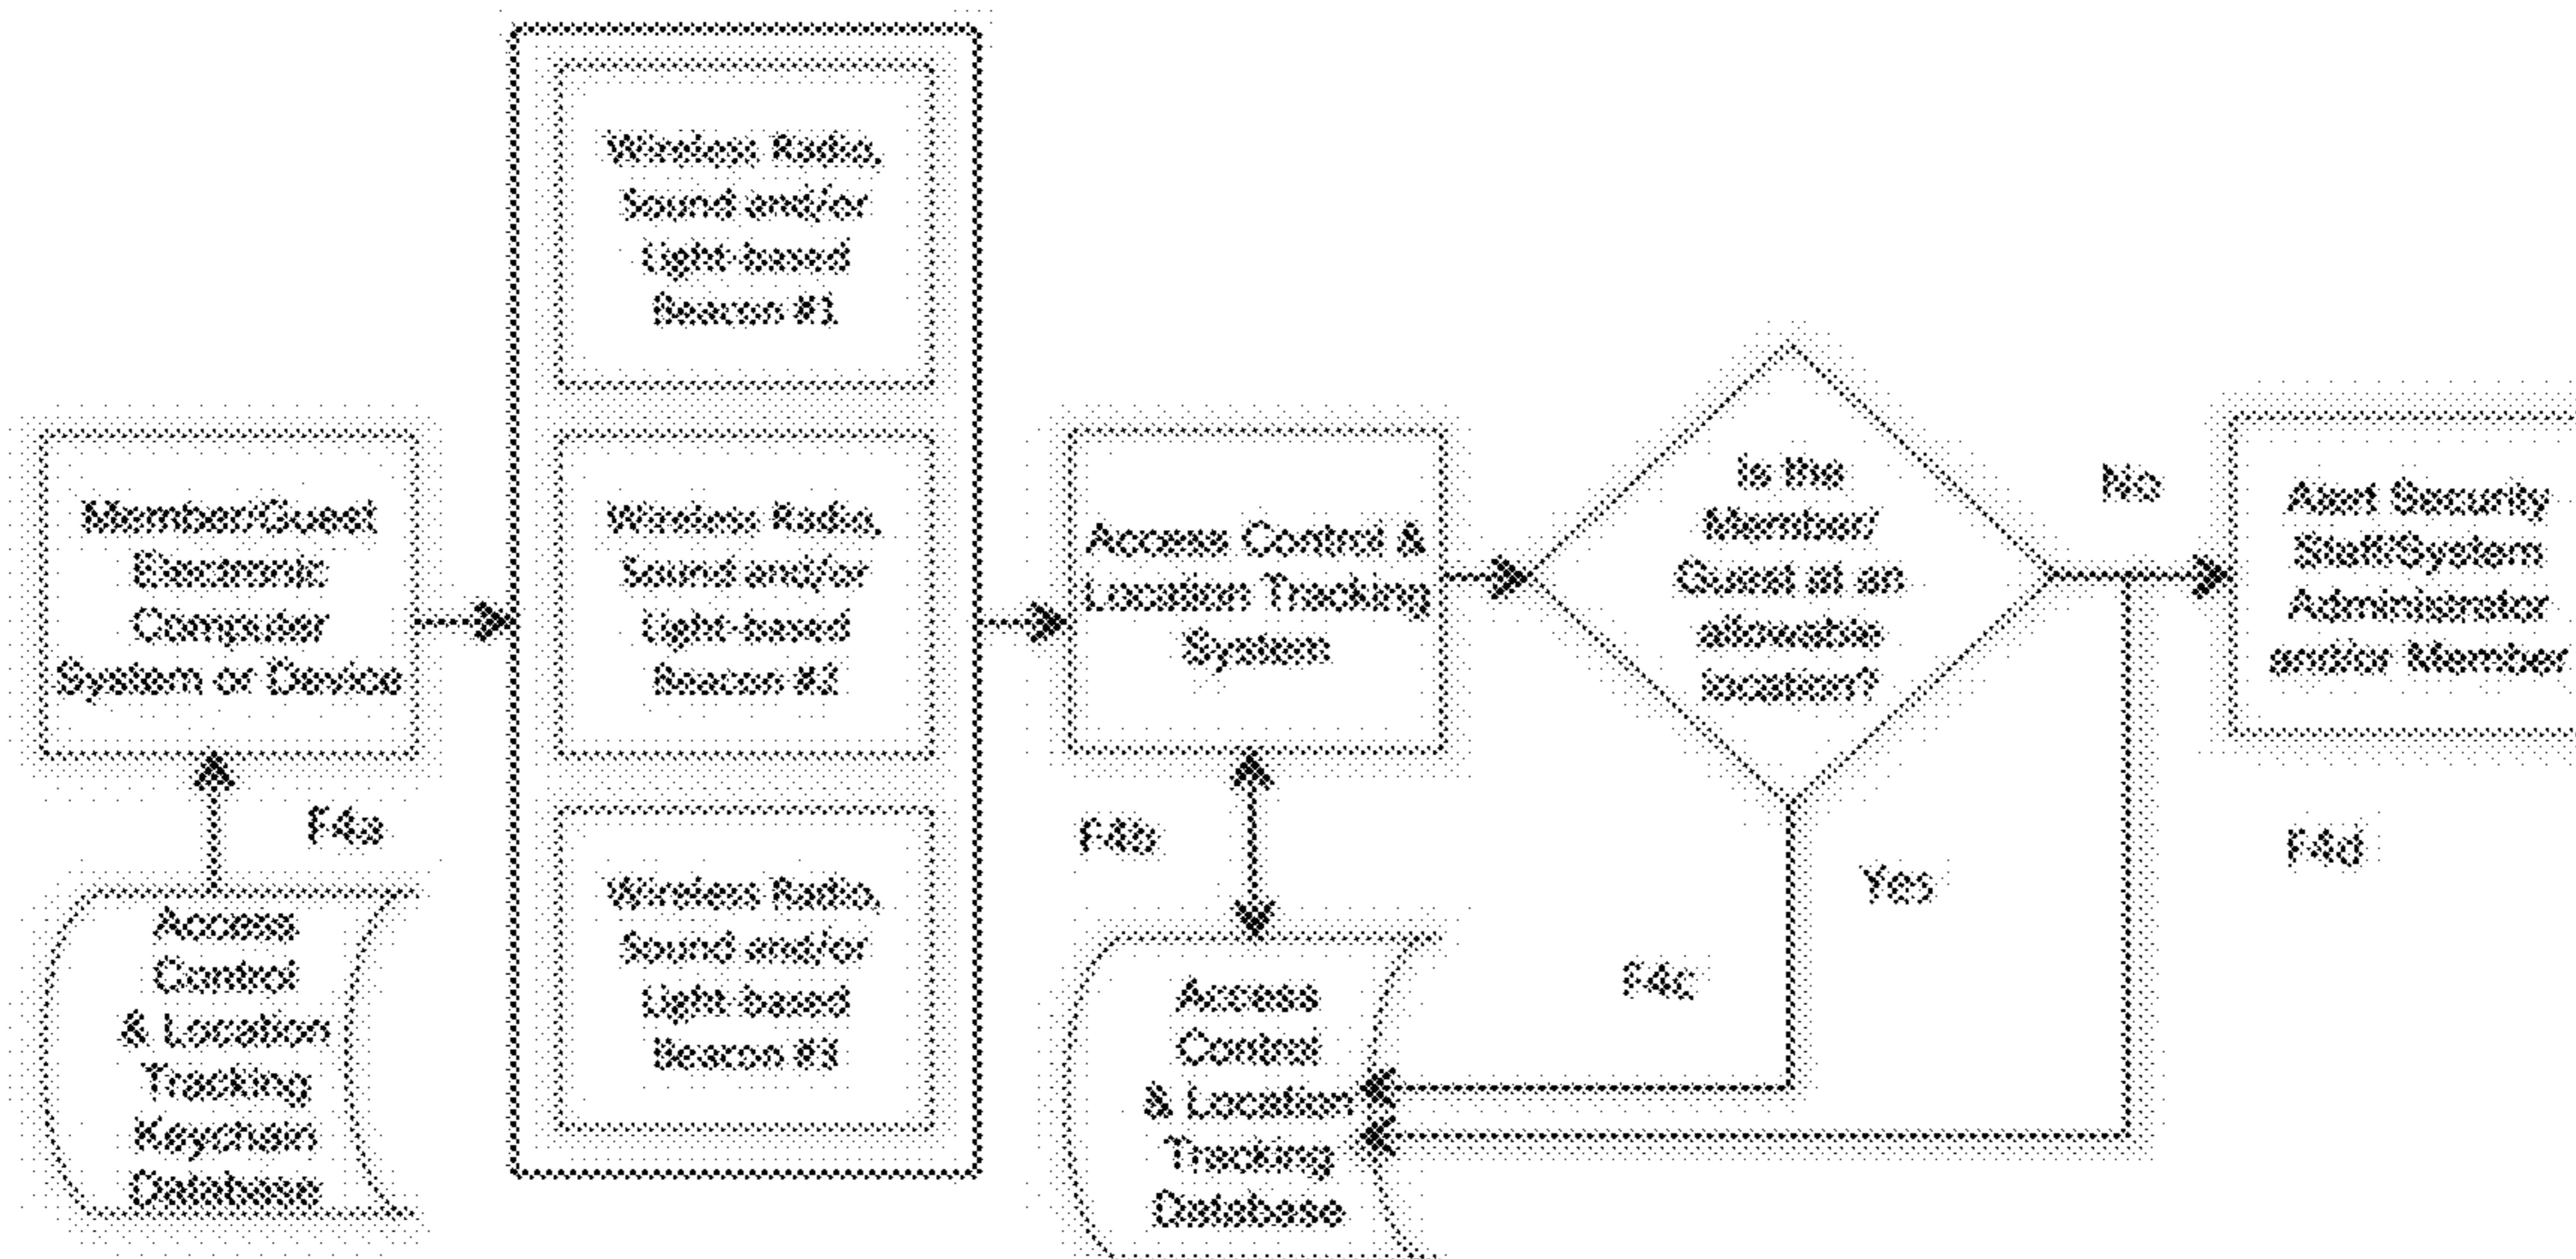 Wireless Radio,
Sound and/or
Light-based
Beacon #1
Member/Guest
Electronic
Computer
System or Device
Wireless Radio,
Sound and/or
Light-based
Beacon #2
Access Control &
Location Tracking
System
Is the
Member/
Guest at an
allowable
location?
No
Alert Security
Staff/System
Administrator
and/or Member
F4a
F4b
F4d
Yes
Access
Control
& Location
Tracking
Keychain
Database
Wireless Radio,
Sound and/or
Light-based
Beacon #3
F4c
Access
Control
& Location
Tracking
Database